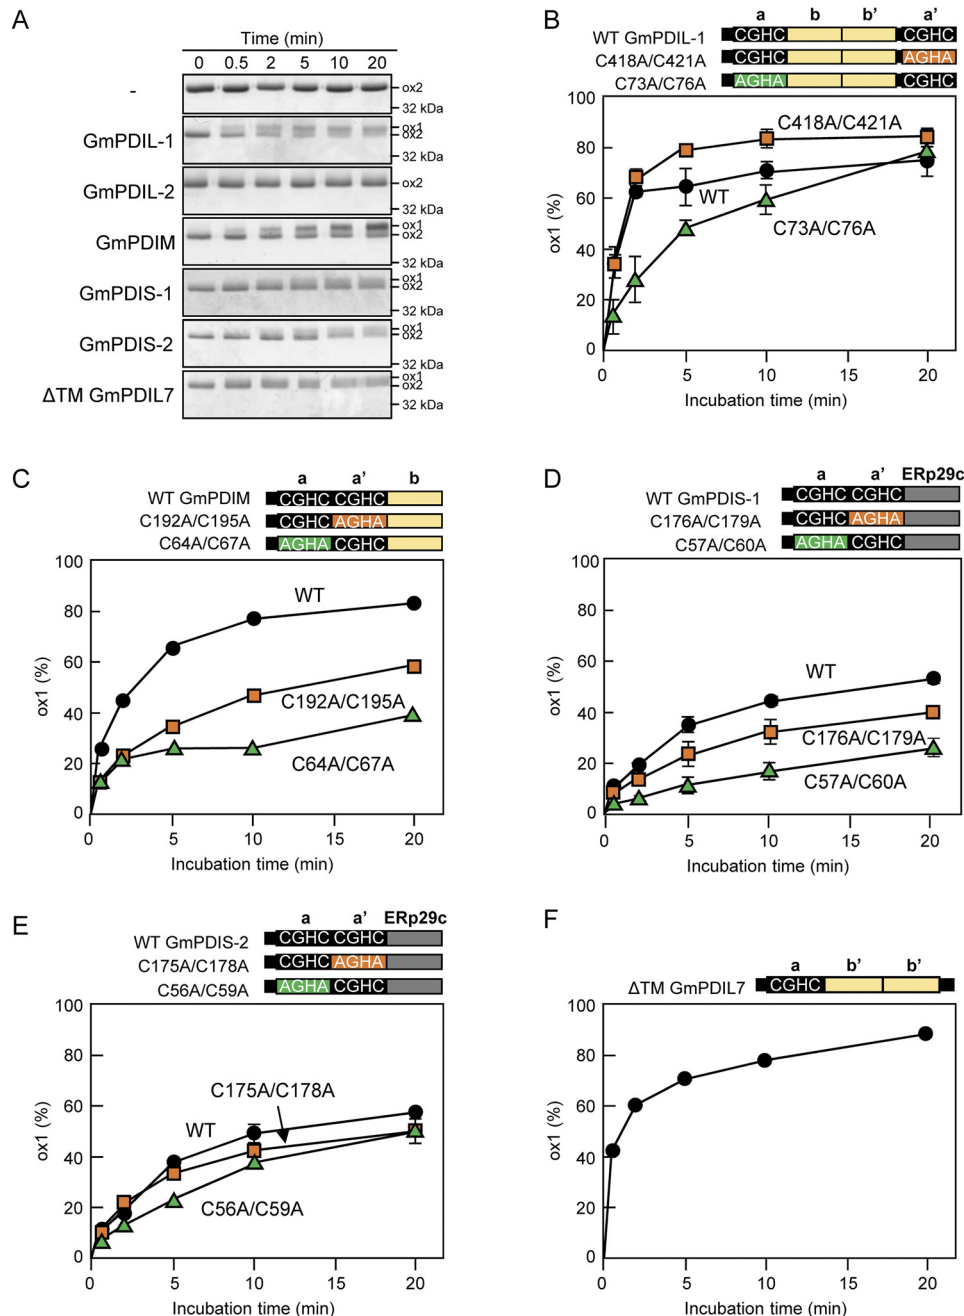 A
Time (min)
0 0.5 2 5 10 20
-
ox2
32 kDa
GmPDIL-1
ox1
ox2
32 kDa
GmPDIL-2
ox2
32 kDa
GmPDIM
ox1
ox2
32 kDa
GmPDIS-1
ox1
ox2
32 kDa
GmPDIS-2
ox1
ox2
32 kDa
ΔTM GmPDIL7
ox1
ox2
32 kDa
B
a b b’ a’
WT GmPDIL-1 CGHC CGHC
C418A/C421A CGHC AGHA
C73A/C76A AGHA CGHC
100
80
60
40
20
0
ox1 (%)
C418A/C421A
WT
C73A/C76A
0 5 10 15 20
Incubation time (min)
C
a a’ b
WT GmPDIM CGHC CGHC
C192A/C195A CGHC AGHA
C64A/C67A AGHA CGHC
100
80
60
40
20
0
ox1 (%)
WT
C192A/C195A
C64A/C67A
0 5 10 15 20
Incubation time (min)
D
a a’ ERp29c
WT GmPDIS-1 CGHC CGHC
C176A/C179A CGHC AGHA
C57A/C60A AGHA CGHC
100
80
60
40
20
0
ox1 (%)
WT
C176A/C179A
C57A/C60A
0 5 10 15 20
Incubation time (min)
E
a a’ ERp29c
WT GmPDIS-2 CGHC CGHC
C175A/C178A CGHC AGHA
C56A/C59A AGHA CGHC
100
80
60
40
20
0
ox1 (%)
C175A/C178A
WT
C56A/C59A
0 5 10 15 20
Incubation time (min)
F
a b’ b’
ΔTM GmPDIL7 CGHC
100
80
60
40
20
0
ox1 (%)
0 5 10 15 20
Incubation time (min)